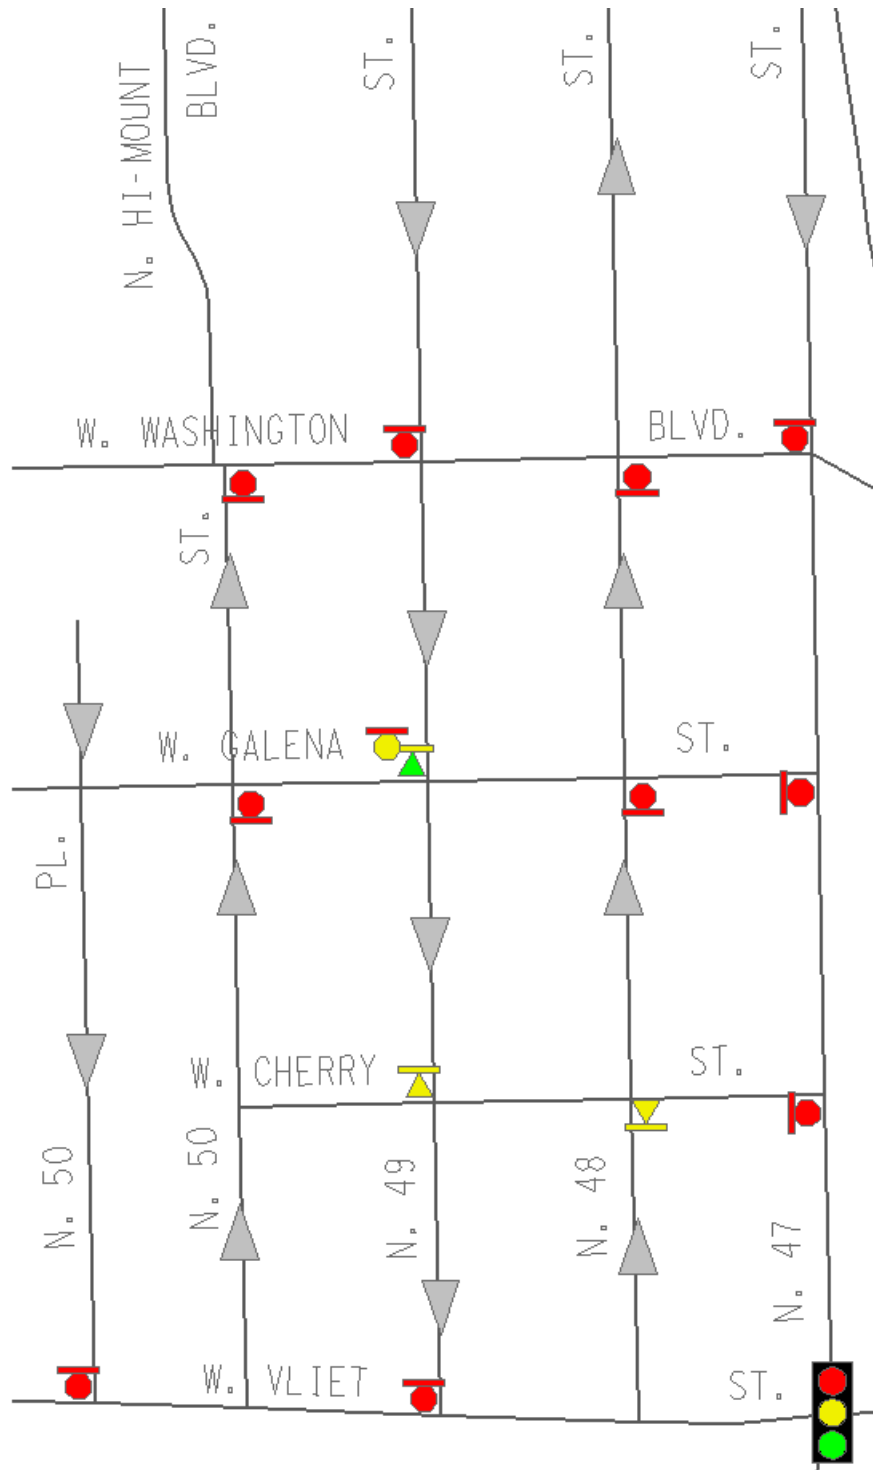 N. HI-MOUNT
BLVD.
ST.
ST.
ST.
W. WASHINGTON BLVD.
ST.
W. GALENA ST.
PL.
W. CHERRY ST.
N. 50
N. 50
N. 49
N. 48
N. 47
W. VLIET ST.